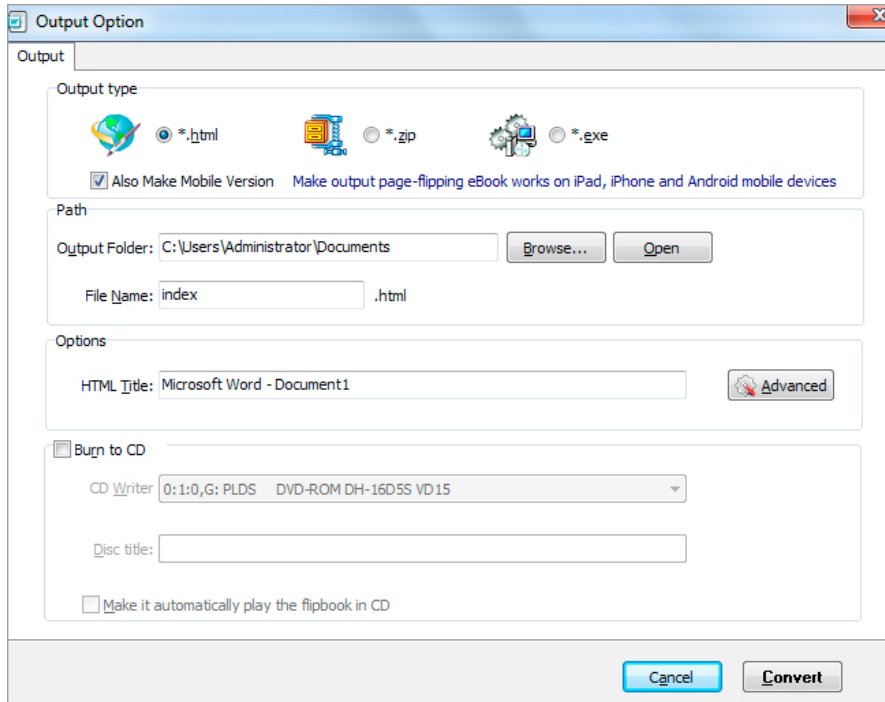 Output Option
Output
Output type
*.html *.zip *.exe
Also Make Mobile Version Make output page-flipping eBook works on iPad, iPhone and Android mobile devices
Path
Output Folder: C:\Users\Administrator\Documents Browse... Open
File Name: index .html
Options
HTML Title: Microsoft Word - Document1 Advanced
Burn to CD
CD Writer 0:1:0,G: PLDS DVD-ROM DH-16D5S VD15
Disc title:
Make it automatically play the flipbook in CD
Cancel Convert